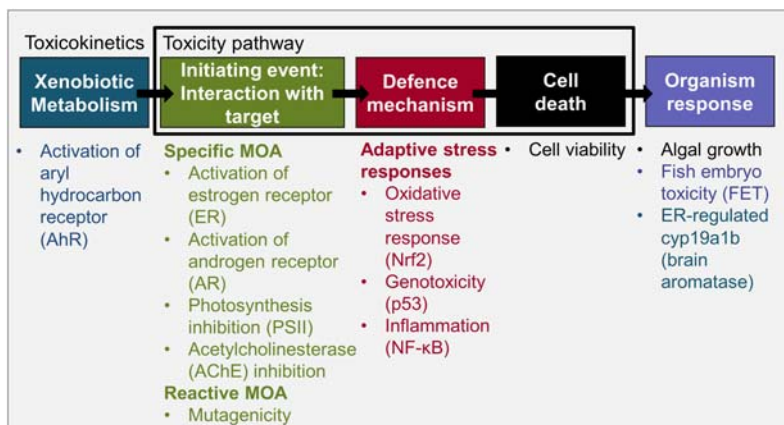 Toxicokinetics
Toxicity pathway
Xenobiotic
Metabolism
Initiating event:
Interaction with
target
Defence
mechanism
Cell
death
Organism
response
• Activation of
aryl
hydrocarbon
receptor
(AhR)
Specific MOA
• Activation of
estrogen receptor
(ER)
• Activation of
androgen receptor
(AR)
• Photosynthesis
inhibition (PSII)
• Acetylcholinesterase
(AChE) inhibition
Reactive MOA
• Mutagenicity
Adaptive stress
responses
• Oxidative
stress
response
(Nrf2)
• Genotoxicity
(p53)
• Inflammation
(NF-κB)
• Cell viability
• Algal growth
• Fish embryo
toxicity (FET)
• ER-regulated
cyp19a1b
(brain
aromatase)